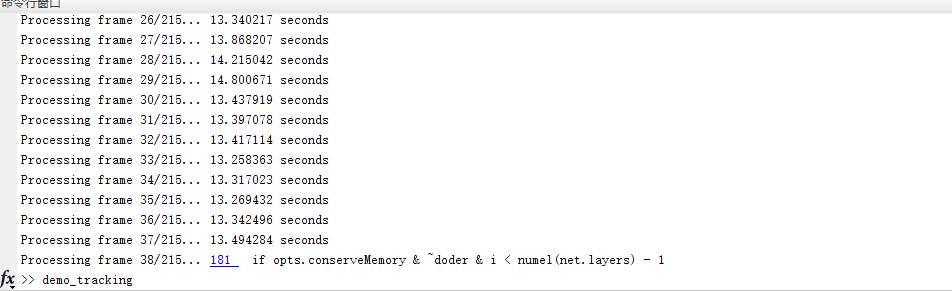 命令行窗口
Processing frame 26/215... 13.340217 seconds
Processing frame 27/215... 13.868207 seconds
Processing frame 28/215... 14.215042 seconds
Processing frame 29/215... 14.800671 seconds
Processing frame 30/215... 13.437919 seconds
Processing frame 31/215... 13.397078 seconds
Processing frame 32/215... 13.417114 seconds
Processing frame 33/215... 13.258363 seconds
Processing frame 34/215... 13.317023 seconds
Processing frame 35/215... 13.269432 seconds
Processing frame 36/215... 13.342496 seconds
Processing frame 37/215... 13.494284 seconds
Processing frame 38/215... 181 if opts.conserveMemory & ~doder & i < numel(net.layers) - 1
fx >> demo_tracking